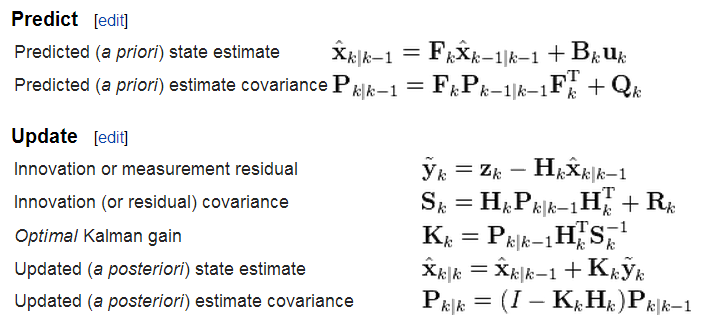 Predict [edit]
Predicted (a priori) state estimate x̂ₖ|ₖ₋₁ = Fₖx̂ₖ₋₁|ₖ₋₁ + Bₖuₖ
Predicted (a priori) estimate covariance Pₖ|ₖ₋₁ = FₖPₖ₋₁|ₖ₋₁Fₖᵀ + Qₖ
Update [edit]
Innovation or measurement residual ỹₖ = zₖ − Hₖx̂ₖ|ₖ₋₁
Innovation (or residual) covariance Sₖ = HₖPₖ|ₖ₋₁Hₖᵀ + Rₖ
Optimal Kalman gain Kₖ = Pₖ|ₖ₋₁HₖᵀSₖ⁻¹
Updated (a posteriori) state estimate x̂ₖ|ₖ = x̂ₖ|ₖ₋₁ + Kₖỹₖ
Updated (a posteriori) estimate covariance Pₖ|ₖ = (I − KₖHₖ)Pₖ|ₖ₋₁